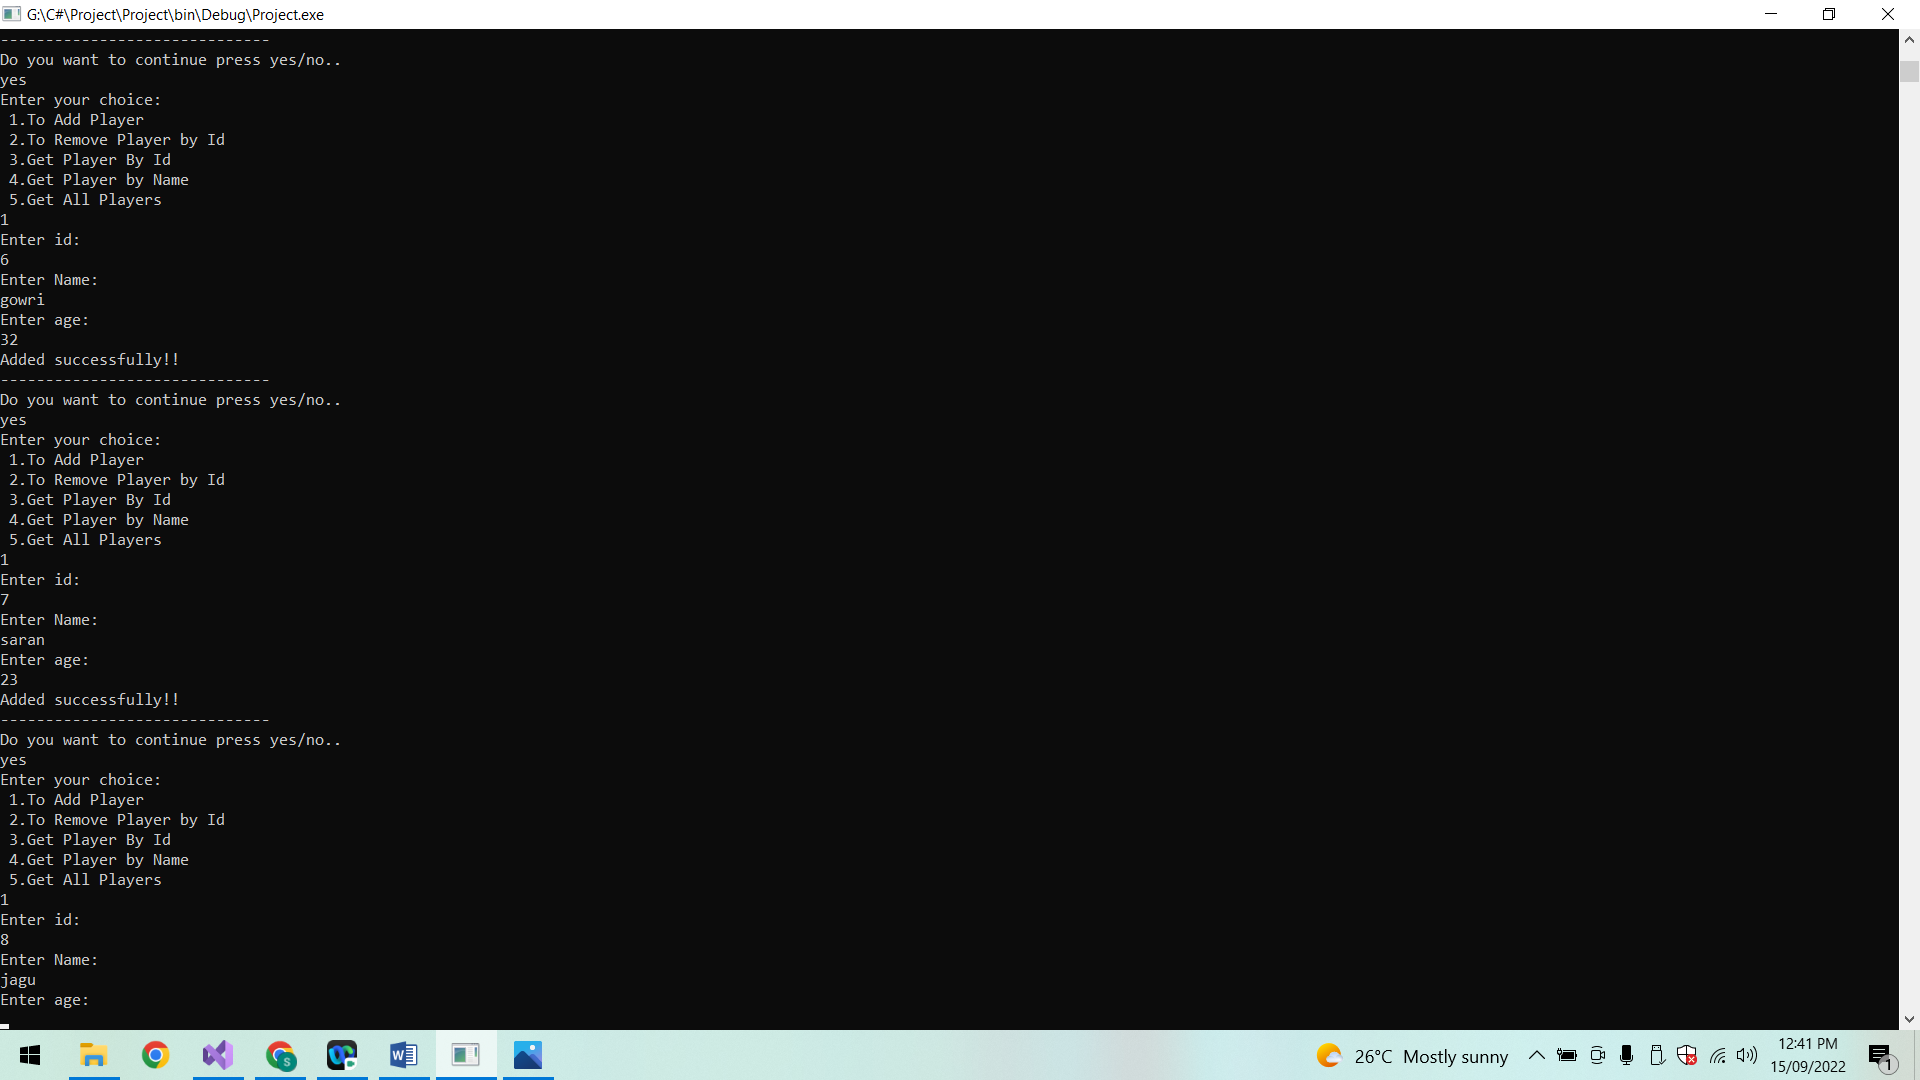 G:\C#\Project\Project\bin\Debug\Project.exe
------------------------------
Do you want to continue press yes/no..
yes
Enter your choice:
 1.To Add Player
 2.To Remove Player by Id
 3.Get Player By Id
 4.Get Player by Name
 5.Get All Players
1
Enter id:
6
Enter Name:
gowri
Enter age:
32
Added successfully!!
------------------------------
Do you want to continue press yes/no..
yes
Enter your choice:
 1.To Add Player
 2.To Remove Player by Id
 3.Get Player By Id
 4.Get Player by Name
 5.Get All Players
1
Enter id:
7
Enter Name:
saran
Enter age:
23
Added successfully!!
------------------------------
Do you want to continue press yes/no..
yes
Enter your choice:
 1.To Add Player
 2.To Remove Player by Id
 3.Get Player By Id
 4.Get Player by Name
 5.Get All Players
1
Enter id:
8
Enter Name:
jagu
Enter age:
S
W
26°C Mostly sunny
12:41 PM
15/09/2022
1